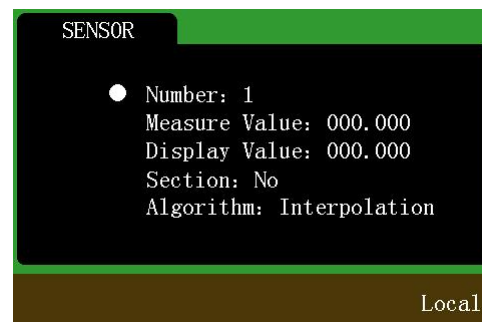 SENSOR
Number: 1
Measure Value: 000.000
Display Value: 000.000
Section: No
Algorithm: Interpolation
Local